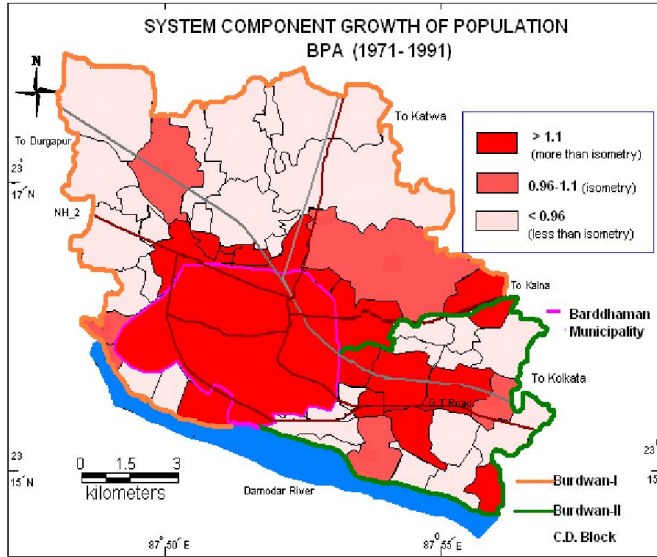 SYSTEM COMPONENT GROWTH OF POPULATION
BPA (1971-1991)
N
To Katwa
To Durgapur
> 1.1
(more than isometry)
0.96-1.1 (isometry)
< 0.96
(less than isometry)
23°
17' N
NH_2
To Kalna
Barddhaman
Municipality
To Kolkata
G.T Road
23
15' N
0 1.5 3
kilometers
Damodar River
Burdwan-I
Burdwan-II
C.D. Block
87° 50' E
87° 55' E